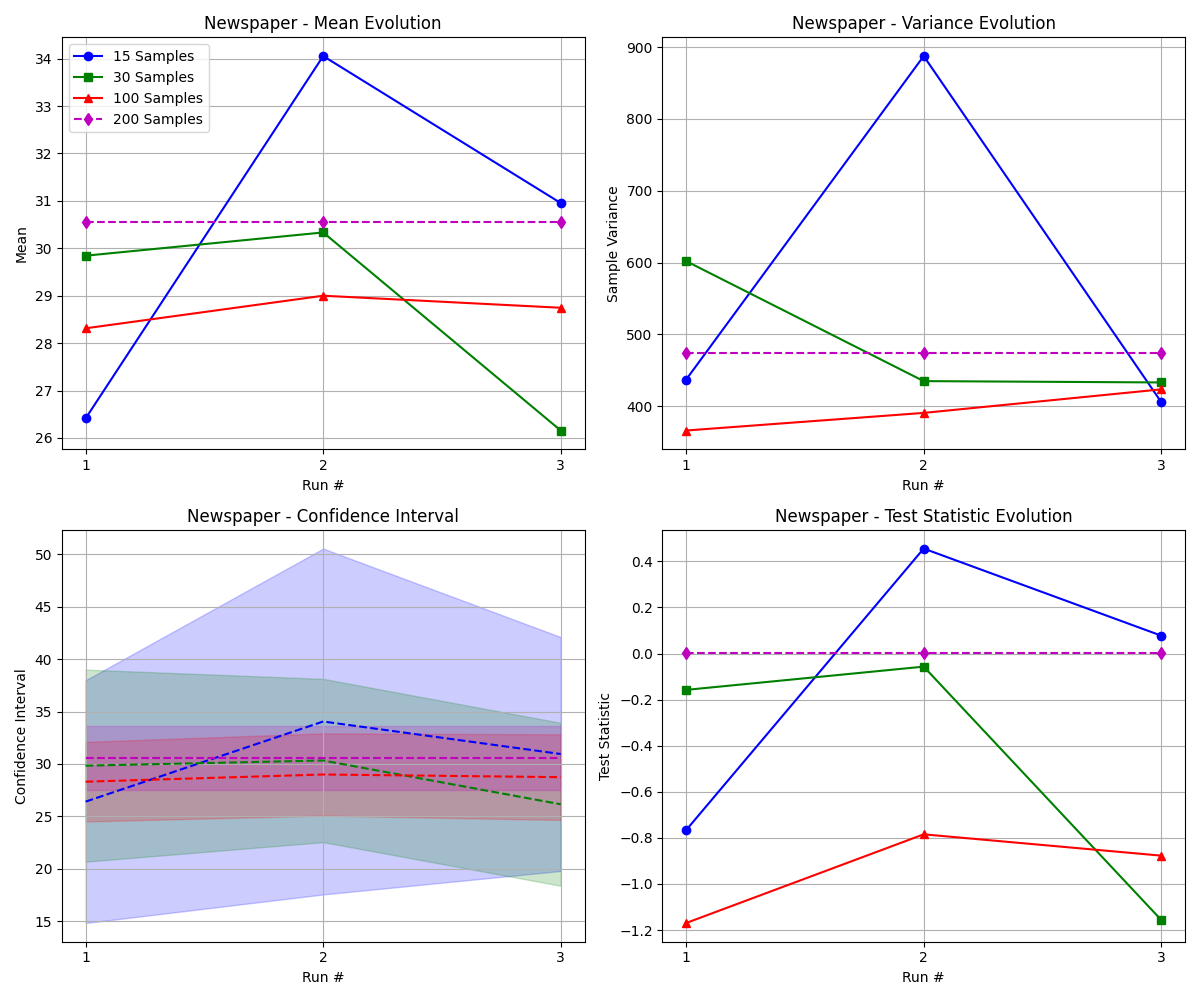 Newspaper - Mean Evolution
15 Samples
30 Samples
100 Samples
200 Samples
34
33
32
31
30
29
28
27
26
Mean
1 2 3
Run #
Newspaper - Variance Evolution
900
800
700
600
500
400
Sample Variance
1 2 3
Run #
Newspaper - Confidence Interval
50
45
40
35
30
25
20
15
Confidence Interval
1 2 3
Run #
Newspaper - Test Statistic Evolution
0.4
0.2
0.0
−0.2
−0.4
−0.6
−0.8
−1.0
−1.2
Test Statistic
1 2 3
Run #